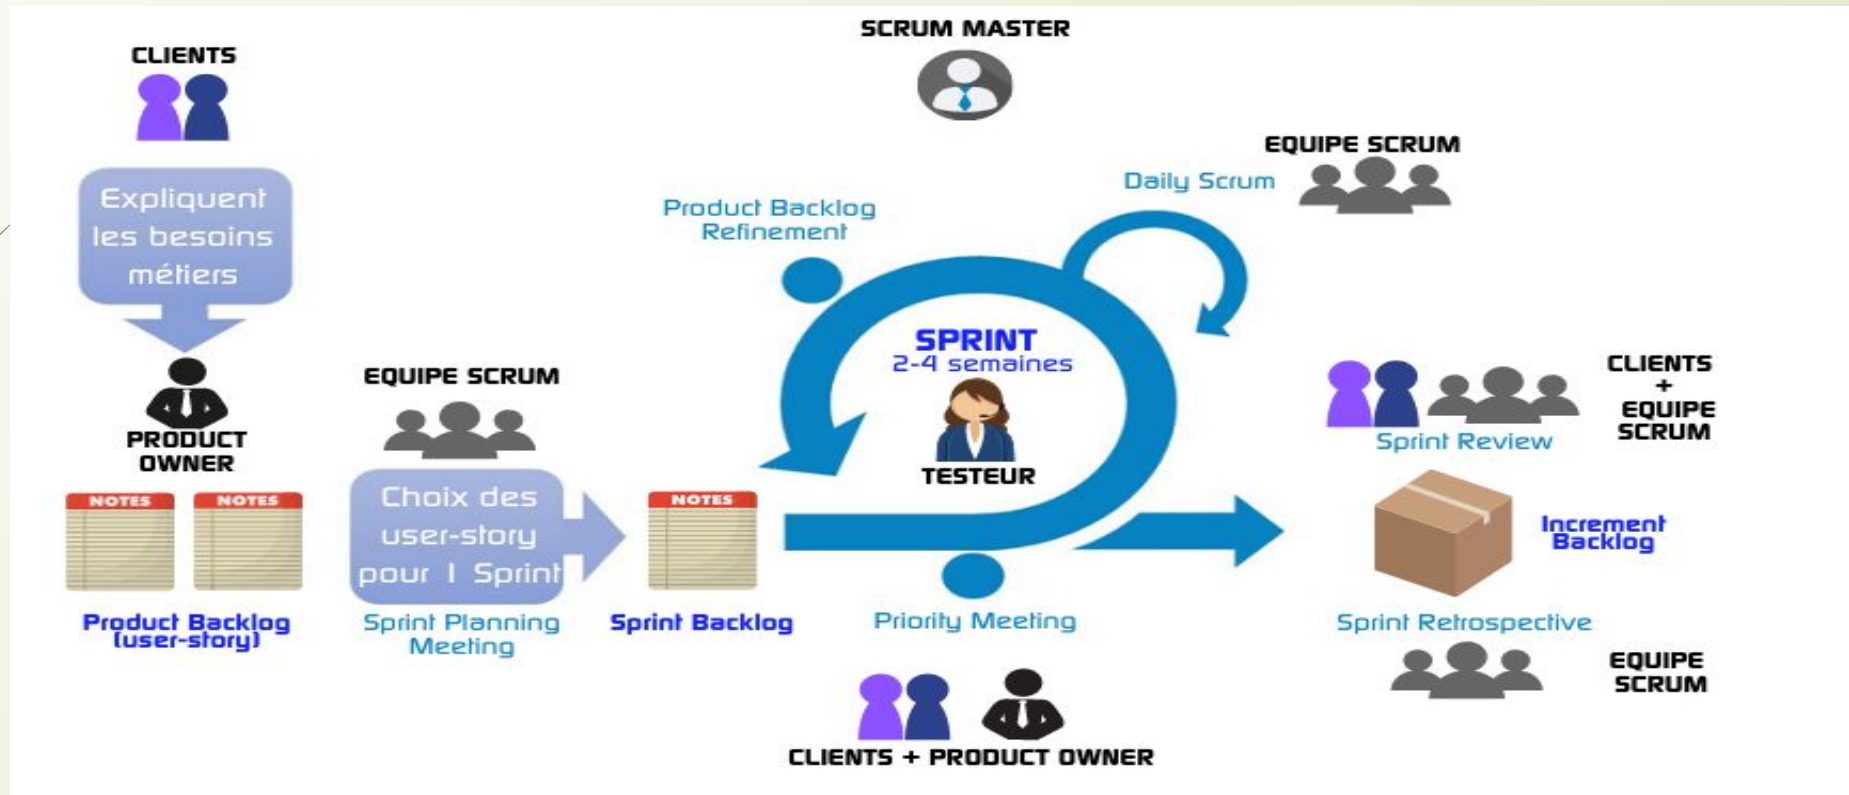 SCRUM MASTER
CLIENTS
Expliquent
les besoins
métiers
PRODUCT
OWNER
NOTES
NOTES
Product Backlog
(user-story)
EQUIPE SCRUM
Choix des
user-story
pour 1 Sprint
Sprint Planning
Meeting
NOTES
Sprint Backlog
Product Backlog
Refinement
Daily Scrum
EQUIPE SCRUM
SPRINT
2-4 semaines
TESTEUR
Priority Meeting
CLIENTS + PRODUCT OWNER
CLIENTS
+
EQUIPE
SCRUM
Sprint Review
Increment
Backlog
Sprint Retrospective
EQUIPE
SCRUM